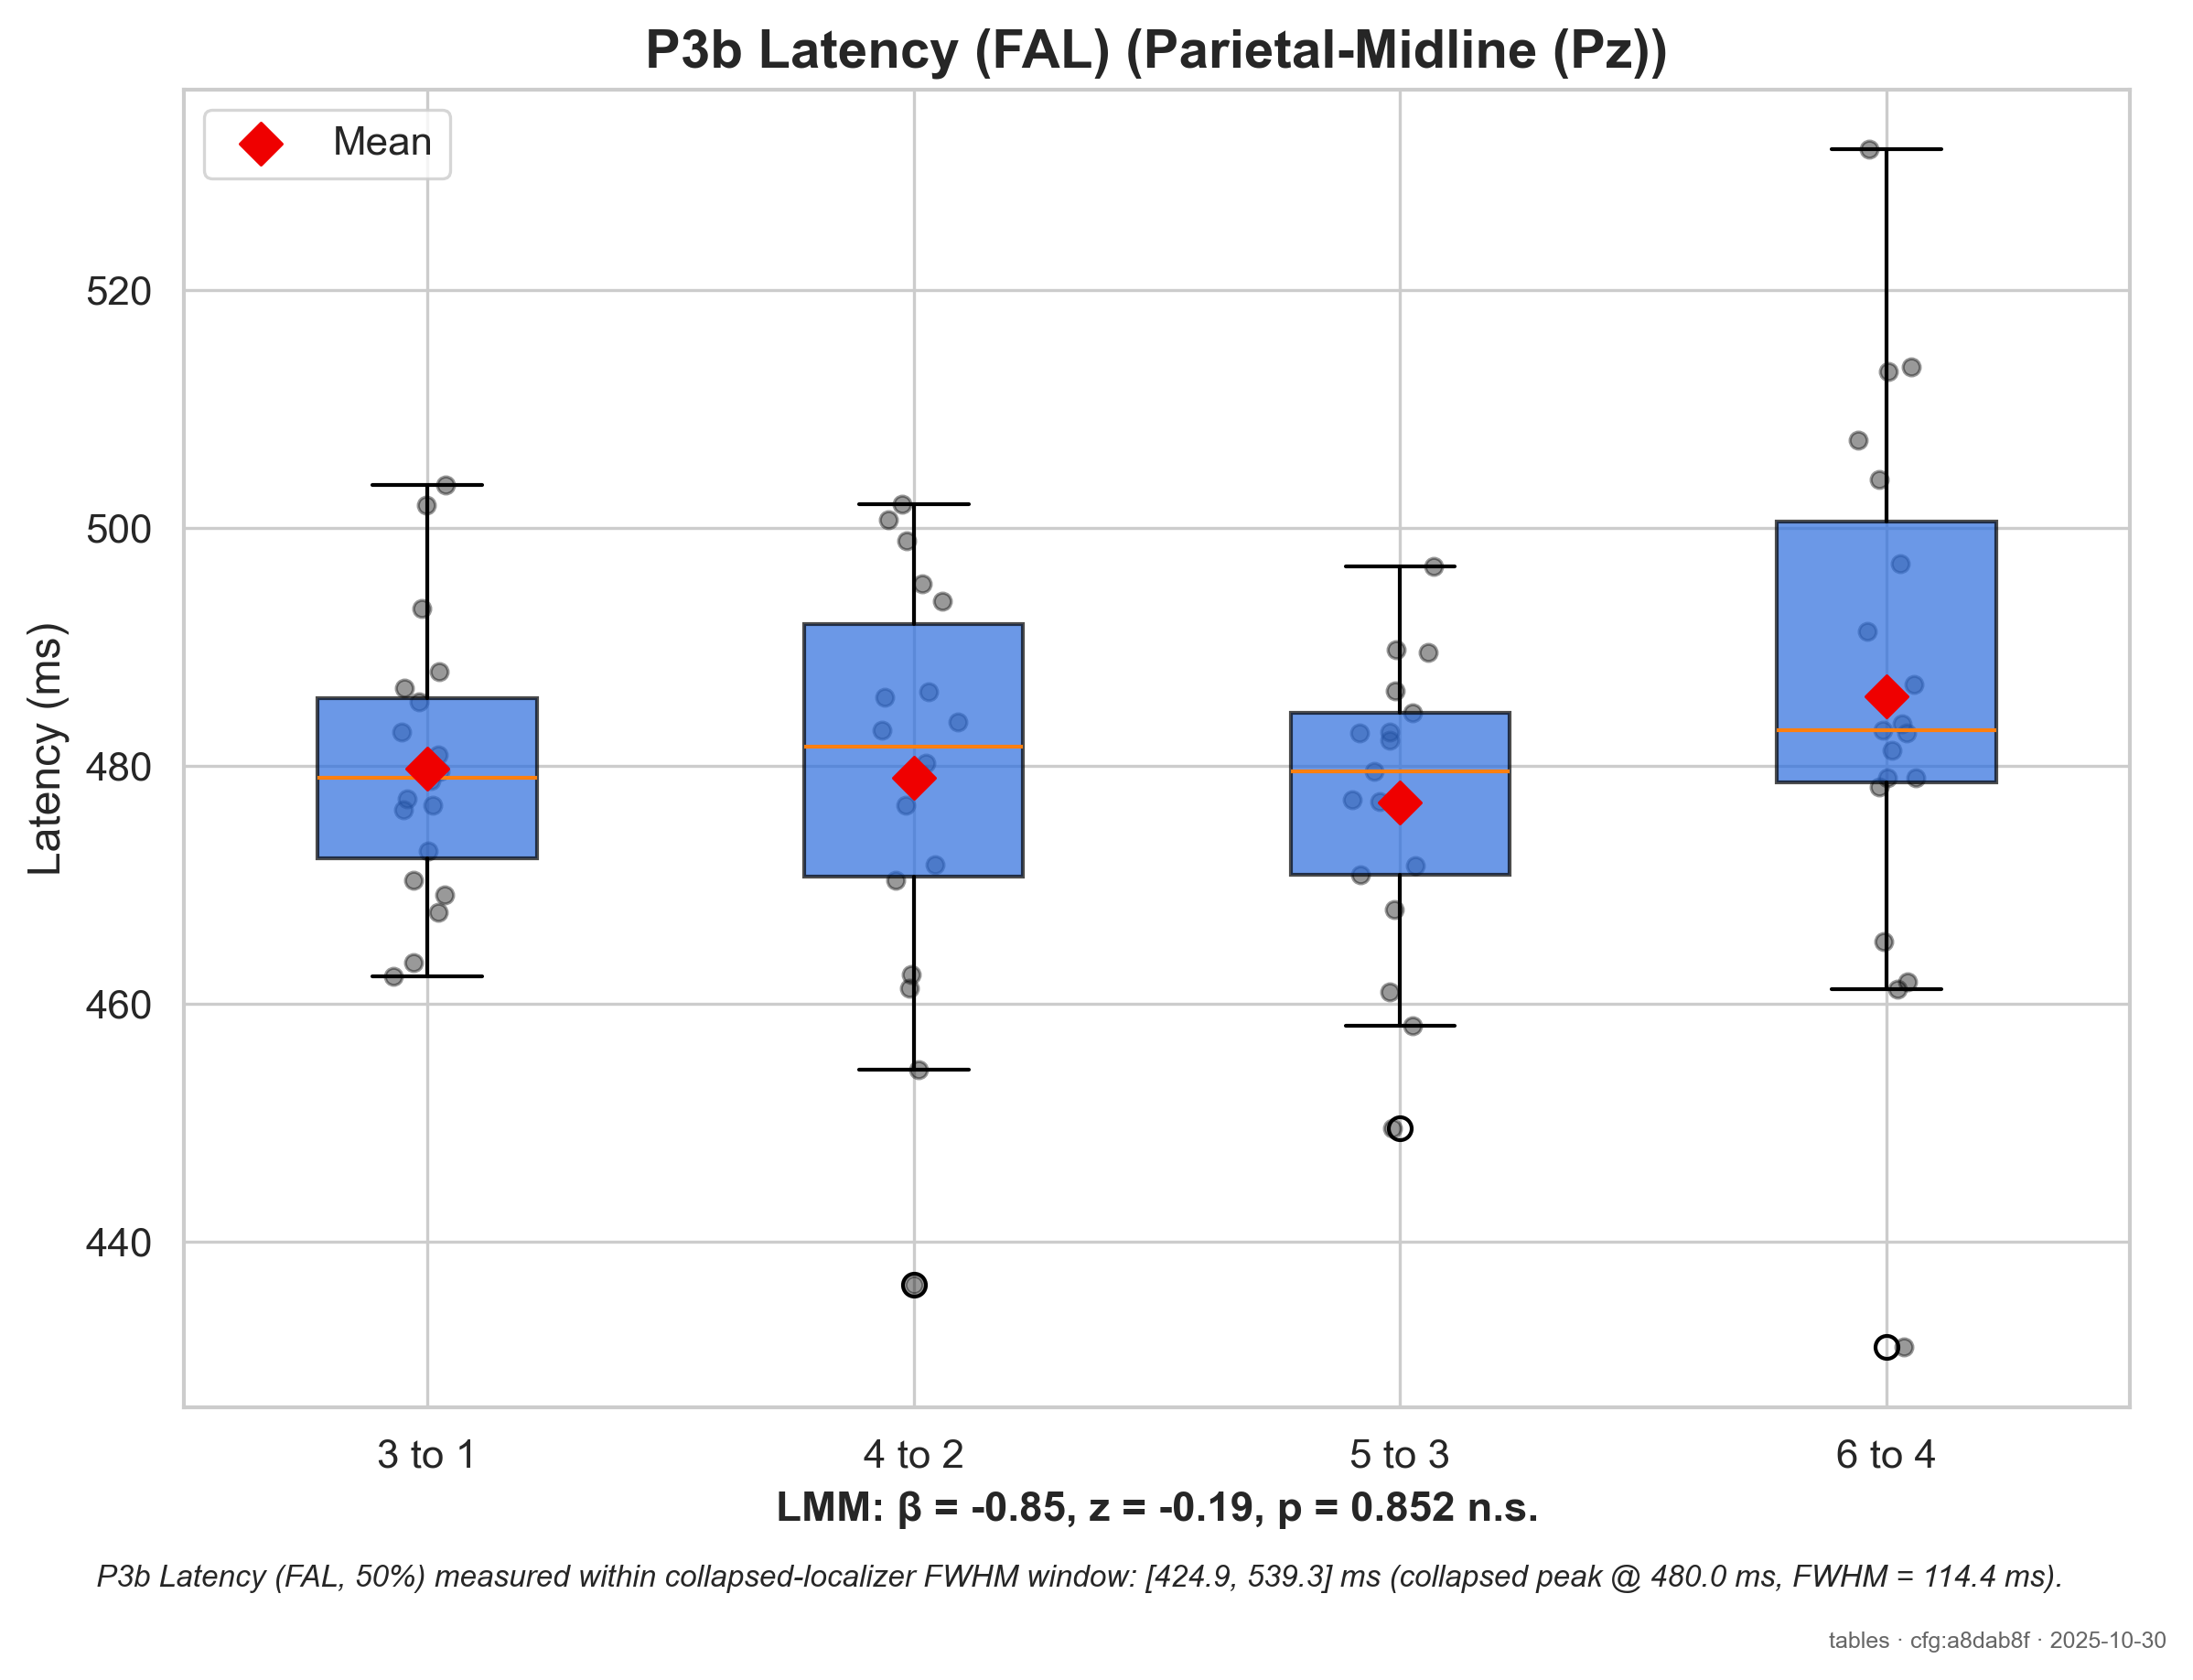 P3b Latency (FAL) (Parietal-Midline (Pz))
Mean
Latency (ms)
520
500
480
460
440
3 to 1
4 to 2
5 to 3
6 to 4
LMM: β = -0.85, z = -0.19, p = 0.852 n.s.
P3b Latency (FAL, 50%) measured within collapsed-localizer FWHM window: [424.9, 539.3] ms (collapsed peak @ 480.0 ms, FWHM = 114.4 ms).
tables · cfg:a8dab8f · 2025-10-30